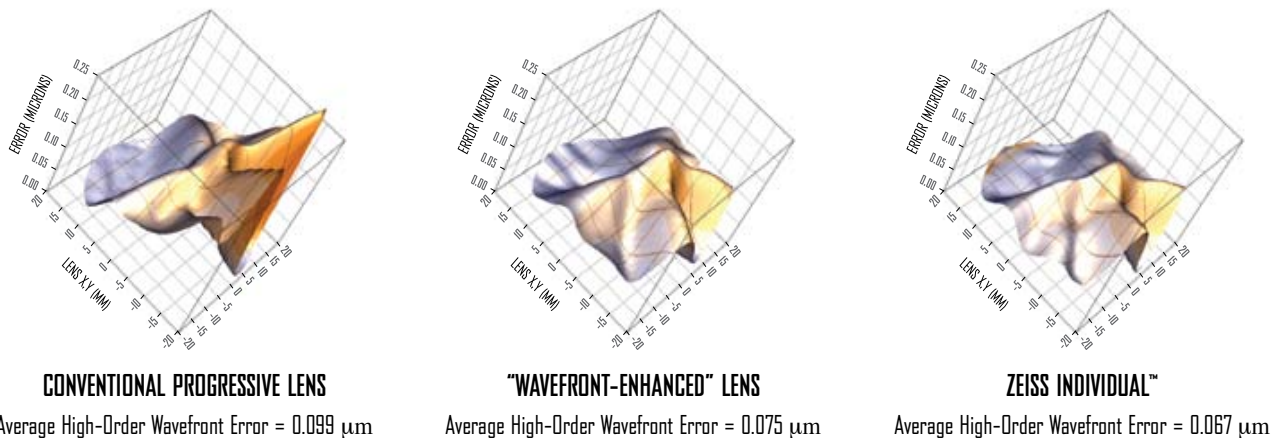 0.25
0.20
0.15
0.10
0.05
0.00
ERROR (MICRONS)
20
15
5
0
-5
-10
-15
-20
LENS X,Y (MM)
-20 -15 -10 -5 0 5 10 15 20
CONVENTIONAL PROGRESSIVE LENS
Average High-Order Wavefront Error = 0.099 μm
0.25
0.20
0.15
0.10
0.05
0.00
ERROR (MICRONS)
20
15
5
0
-5
-10
-15
-20
LENS X,Y (MM)
-20 -15 -10 -5 0 5 10 15 20
“WAVEFRONT-ENHANCED” LENS
Average High-Order Wavefront Error = 0.075 μm
0.25
0.20
0.15
0.10
0.05
0.00
ERROR (MICRONS)
20
15
5
0
-5
-10
-15
-20
LENS X,Y (MM)
-20 -15 -10 -5 0 5 10 15 20
ZEISS INDIVIDUAL™
Average High-Order Wavefront Error = 0.067 μm